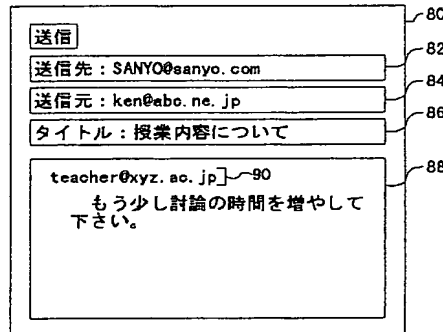 80
送信
82
送信先：SANYO@sanyo.com
84
送信元：ken@abc.ne.jp
86
タイトル：授業内容について
88
teacher@xyz.ac.jp 90
もう少し討論の時間を増やして
下さい。